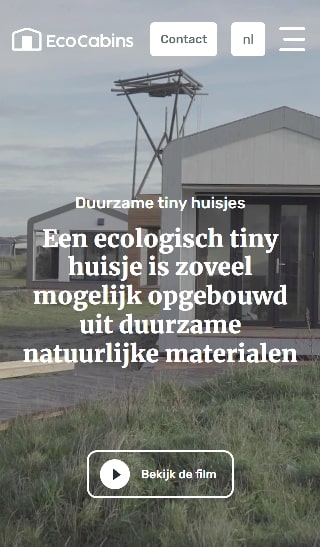 EcoCabins
Contact
nl
Duurzame tiny huisjes
Een ecologisch tiny
huisje is zoveel
mogelijk opgebouwd
uit duurzame
natuurlijke materialen
Bekijk de film